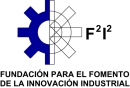 F²I²
FUNDACIÓN PARA EL FOMENTO
DE LA INNOVACIÓN INDUSTRIAL